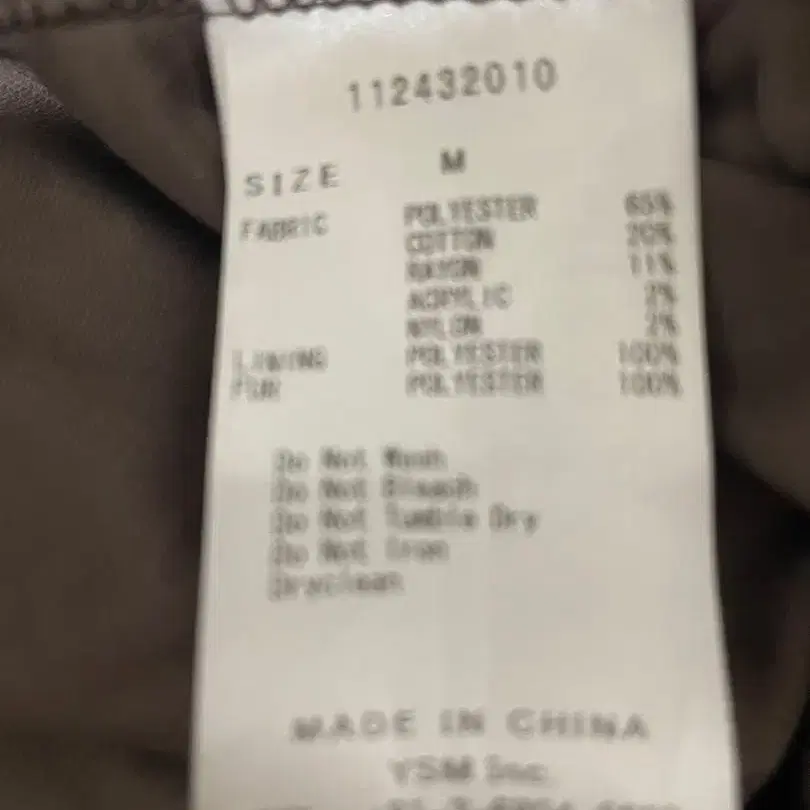 112432010
SIZE M
FABRIC POLYESTER 65%
COTTON 20%
RAYON 11%
ACRYLIC 2%
NYLON 2%
LINING POLYESTER 100%
FUR POLYESTER 100%
Do Not Wash
Do Not Bleach
Do Not Tumble Dry
Do Not Iron
Dryclean
MADE IN CHINA
YSM Inc.